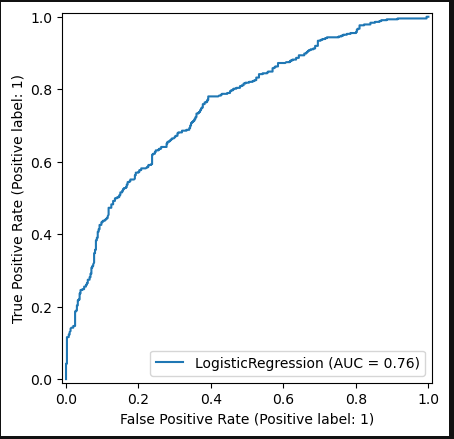 1.0
0.8
0.6
0.4
0.2
0.0
True Positive Rate (Positive label: 1)
LogisticRegression (AUC = 0.76)
0.0 0.2 0.4 0.6 0.8 1.0
False Positive Rate (Positive label: 1)